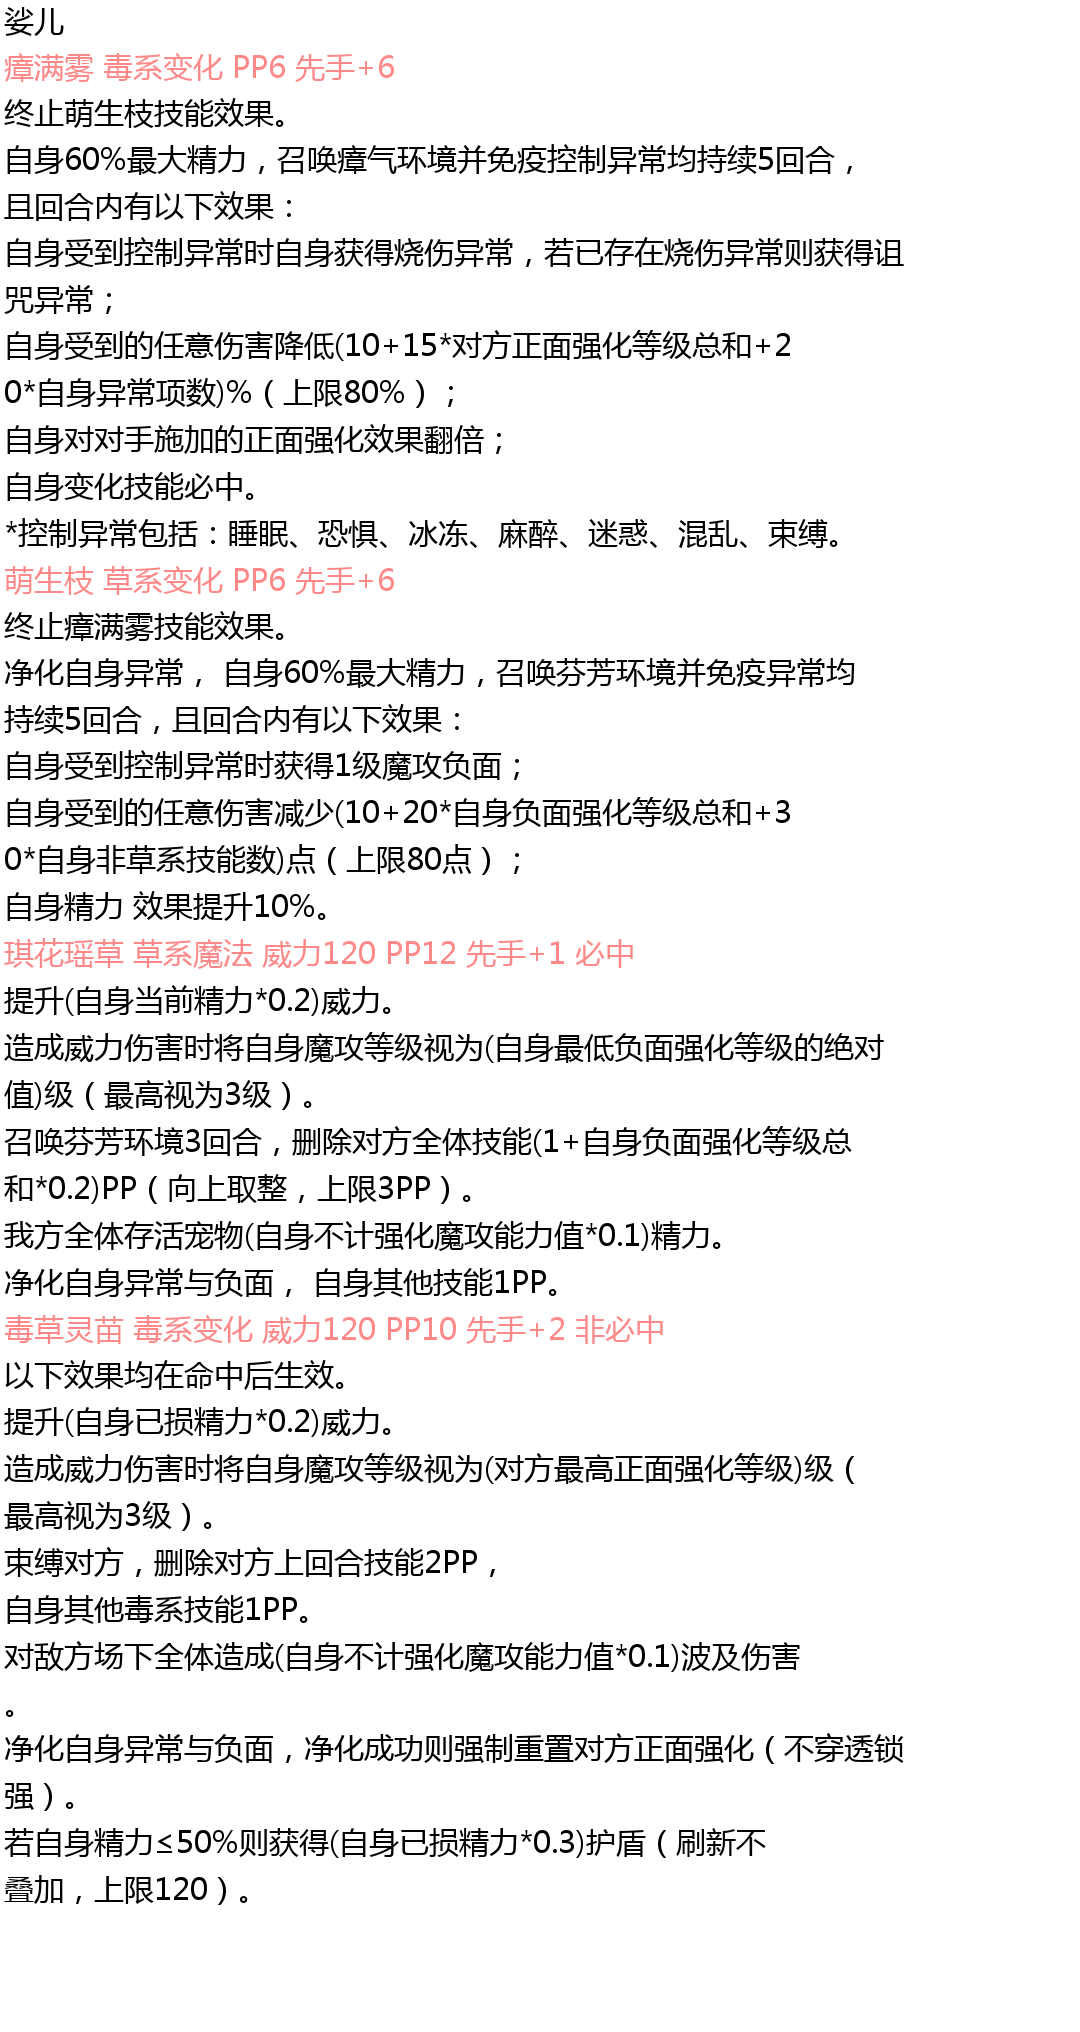 娑儿
瘴满雾 毒系变化 PP6 先手+6
终止萌生枝技能效果。
自身60%最大精力，召唤瘴气环境并免疫控制异常均持续5回合，
且回合内有以下效果：
自身受到控制异常时自身获得烧伤异常，若已存在烧伤异常则获得诅
咒异常；
自身受到的任意伤害降低(10+15*对方正面强化等级总和+2
0*自身异常项数)%（上限80%）；
自身对对手施加的正面强化效果翻倍；
自身变化技能必中。
*控制异常包括：睡眠、恐惧、冰冻、麻醉、迷惑、混乱、束缚。
萌生枝 草系变化 PP6 先手+6
终止瘴满雾技能效果。
净化自身异常， 自身60%最大精力，召唤芬芳环境并免疫异常均
持续5回合，且回合内有以下效果：
自身受到控制异常时获得1级魔攻负面；
自身受到的任意伤害减少(10+20*自身负面强化等级总和+3
0*自身非草系技能数)点（上限80点）；
自身精力 效果提升10%。
琪花瑶草 草系魔法 威力120 PP12 先手+1 必中
提升(自身当前精力*0.2)威力。
造成威力伤害时将自身魔攻等级视为(自身最低负面强化等级的绝对
值)级（最高视为3级）。
召唤芬芳环境3回合，删除对方全体技能(1+自身负面强化等级总
和*0.2)PP（向上取整，上限3PP）。
我方全体存活宠物(自身不计强化魔攻能力值*0.1)精力。
净化自身异常与负面， 自身其他技能1PP。
毒草灵苗 毒系变化 威力120 PP10 先手+2 非必中
以下效果均在命中后生效。
提升(自身已损精力*0.2)威力。
造成威力伤害时将自身魔攻等级视为(对方最高正面强化等级)级（
最高视为3级）。
束缚对方，删除对方上回合技能2PP，
自身其他毒系技能1PP。
对敌方场下全体造成(自身不计强化魔攻能力值*0.1)波及伤害
。
净化自身异常与负面，净化成功则强制重置对方正面强化（不穿透锁
强）。
若自身精力≤50%则获得(自身已损精力*0.3)护盾（刷新不
叠加，上限120）。